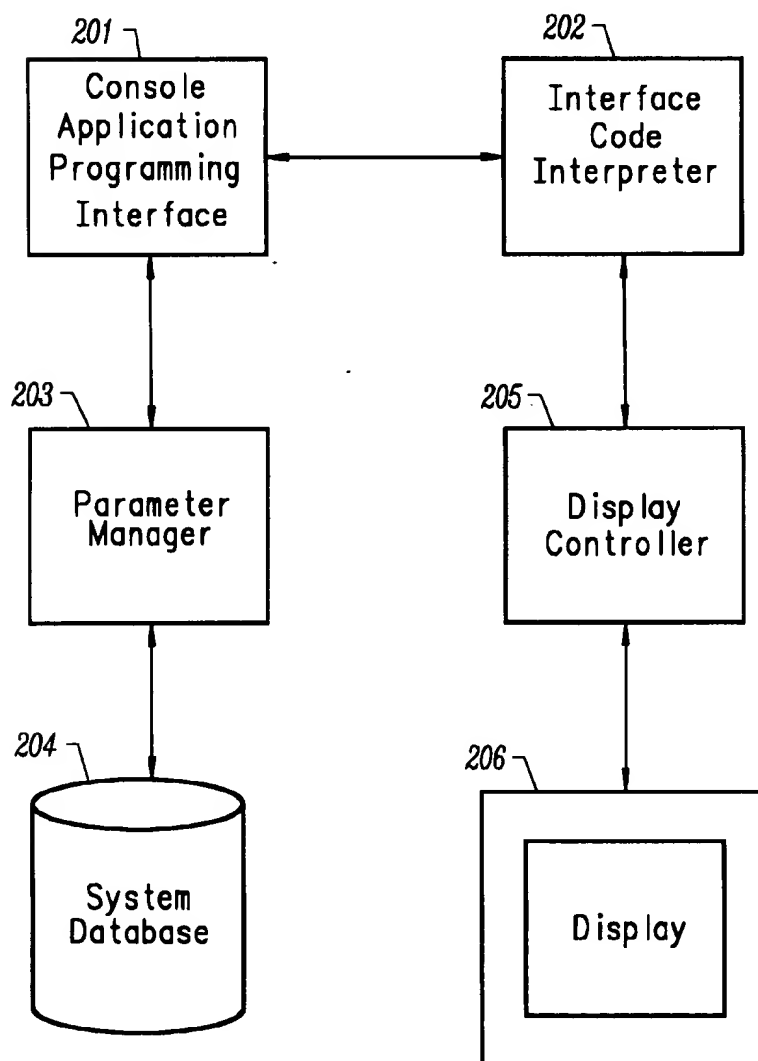 201
Console
Application
Programming
Interface
202
Interface
Code
Interpreter
203
Parameter
Manager
205
Display
Controller
204
System
Database
206
Display